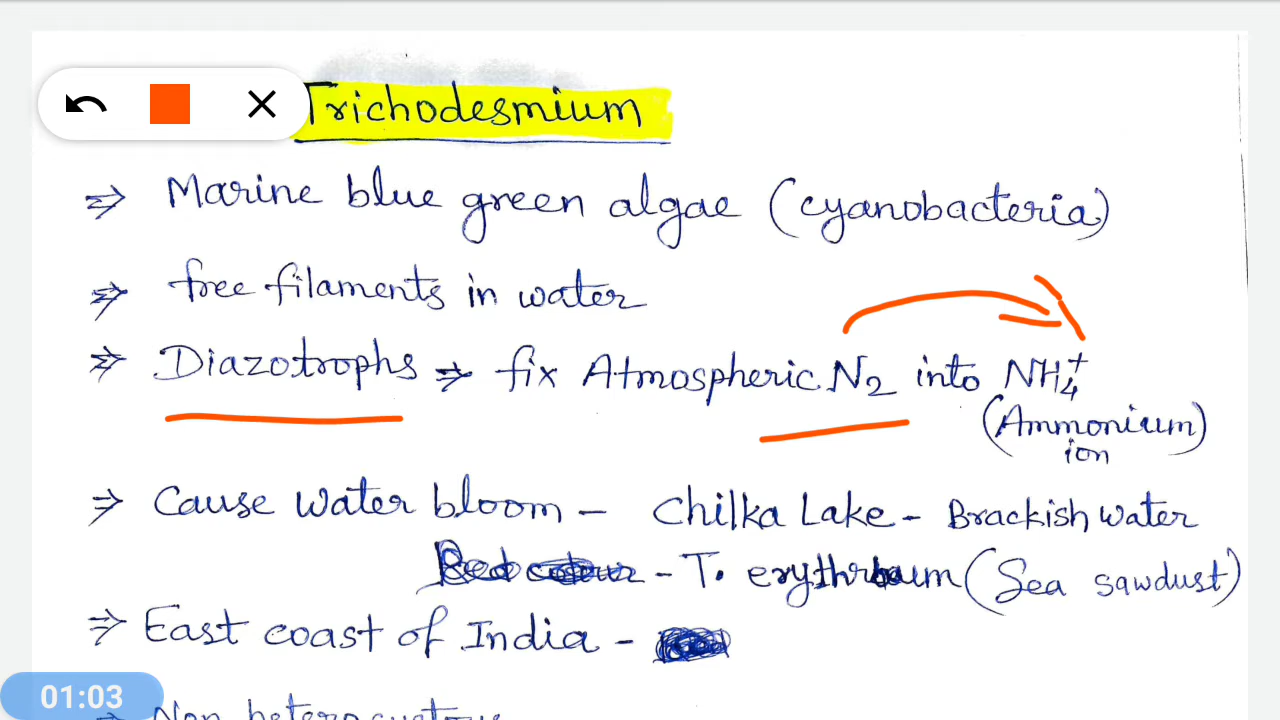 Trichodesmium
⇒ Marine blue green algae (cyanobacteria)
⇒ free filaments in water
⇒ Diazotrophs ⇒ fix Atmospheric N₂ into NH₄⁺
(Ammonium)
ion
⇒ Cause water bloom - Chilka Lake - Brackish water
- T. (Sea sawdust)
⇒ East coast of India -
01:03